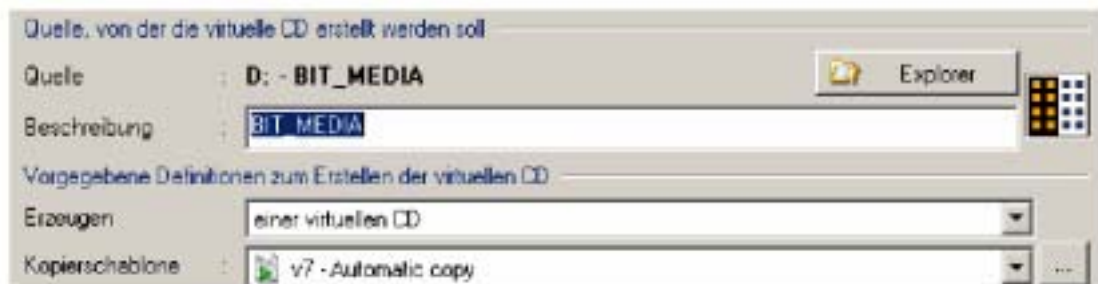 Quelle, von der die virtuelle CD erstellt werden soll
Quelle : D: - BIT_MEDIA Explorer
Beschreibung : BIT_MEDIA
Vorgegebene Definitionen zum Erstellen der virtuellen CD
Erzeugen einer virtuellen CD
Kopierschablone : v7 - Automatic copy ...